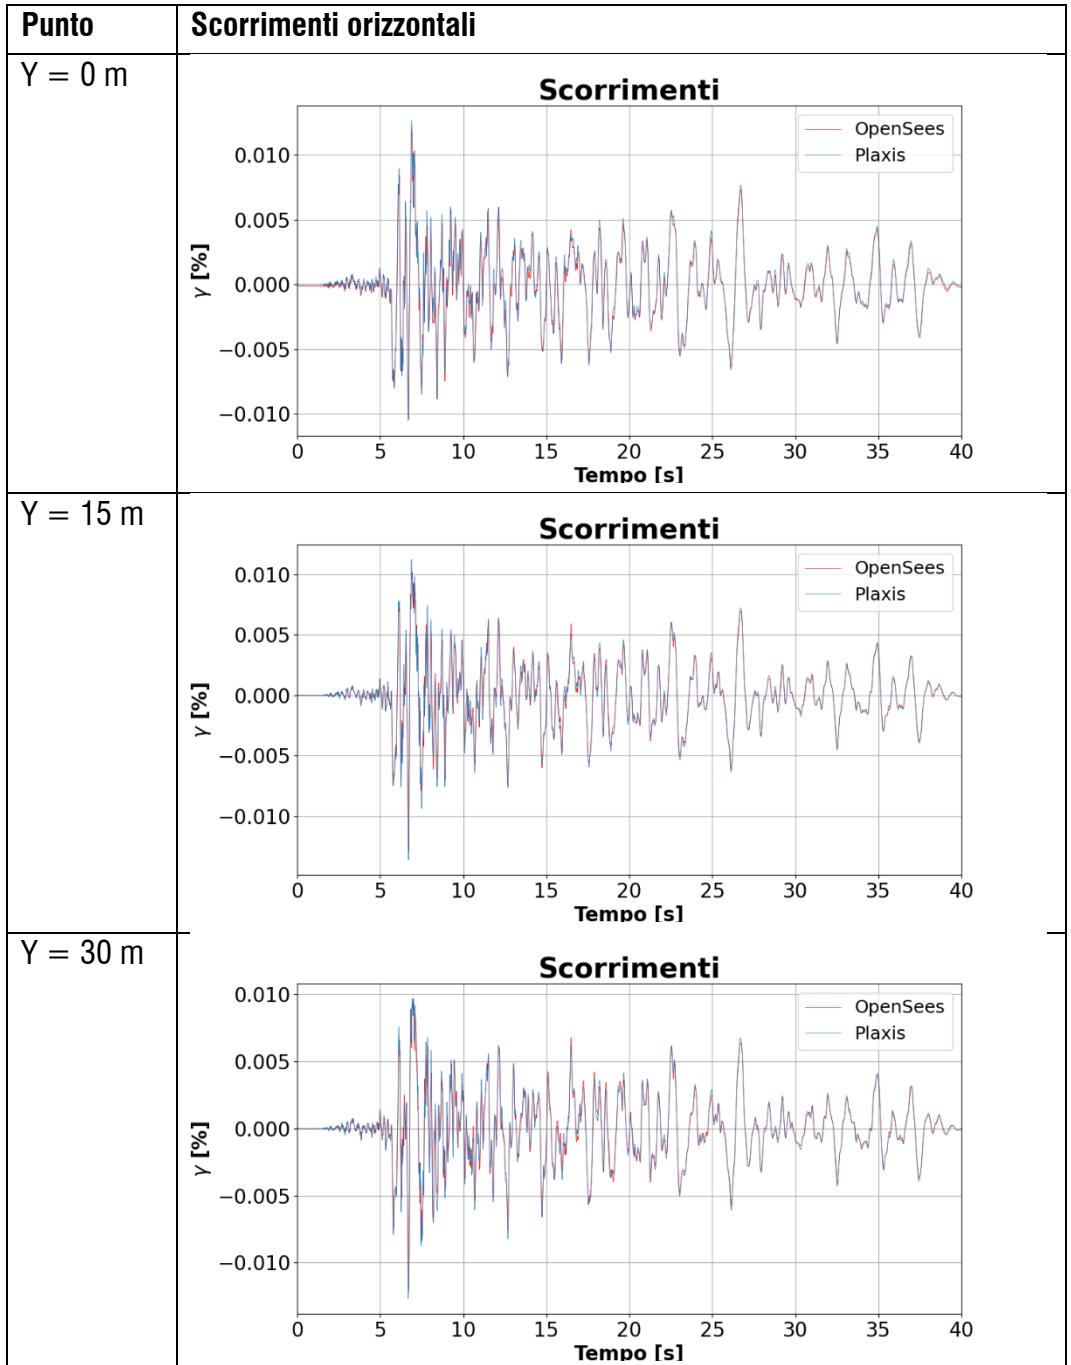 Punto Scorrimenti orizzontali
Y = 0 m
Scorrimenti
OpenSees
Plaxis
0.010
0.005
0.000
−0.005
−0.010
γ [%]
0 5 10 15 20 25 30 35 40
Tempo [s]
Y = 15 m
Scorrimenti
OpenSees
Plaxis
0.010
0.005
0.000
−0.005
−0.010
γ [%]
0 5 10 15 20 25 30 35 40
Tempo [s]
Y = 30 m
Scorrimenti
OpenSees
Plaxis
0.010
0.005
0.000
−0.005
−0.010
γ [%]
0 5 10 15 20 25 30 35 40
Tempo [s]